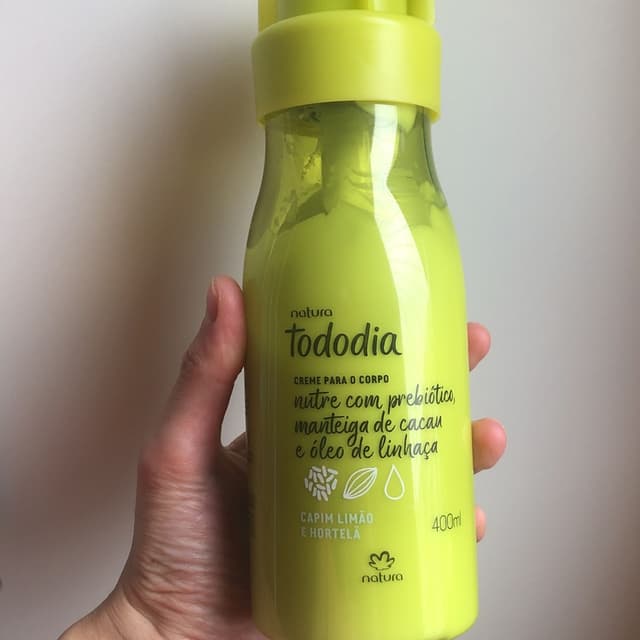 natura
tododia
CREME PARA O CORPO
nutre com prebiótico,
manteiga de cacau
e óleo de linhaça
CAPIM LIMÃO
E HORTELÃ
400ml
natura